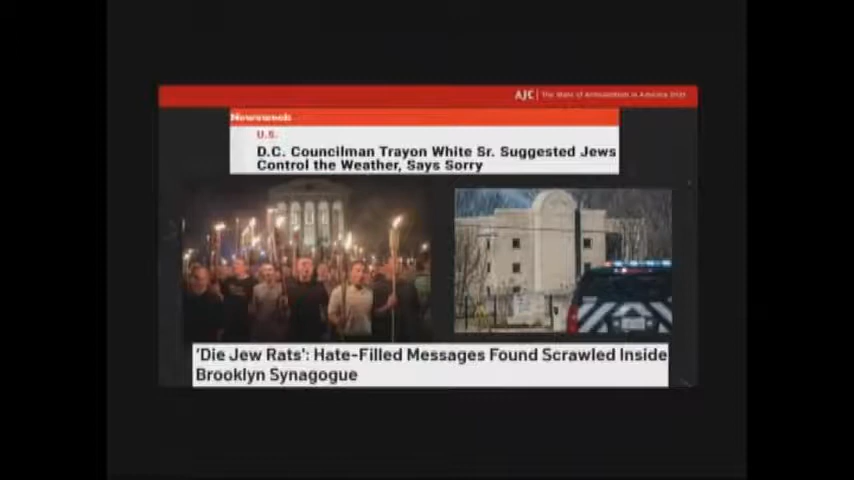 AJC | The State of Antisemitism in America 2021
Newsweek
U.S.
D.C. Councilman Trayon White Sr. Suggested Jews
Control the Weather, Says Sorry
'Die Jew Rats': Hate-Filled Messages Found Scrawled Inside
Brooklyn Synagogue